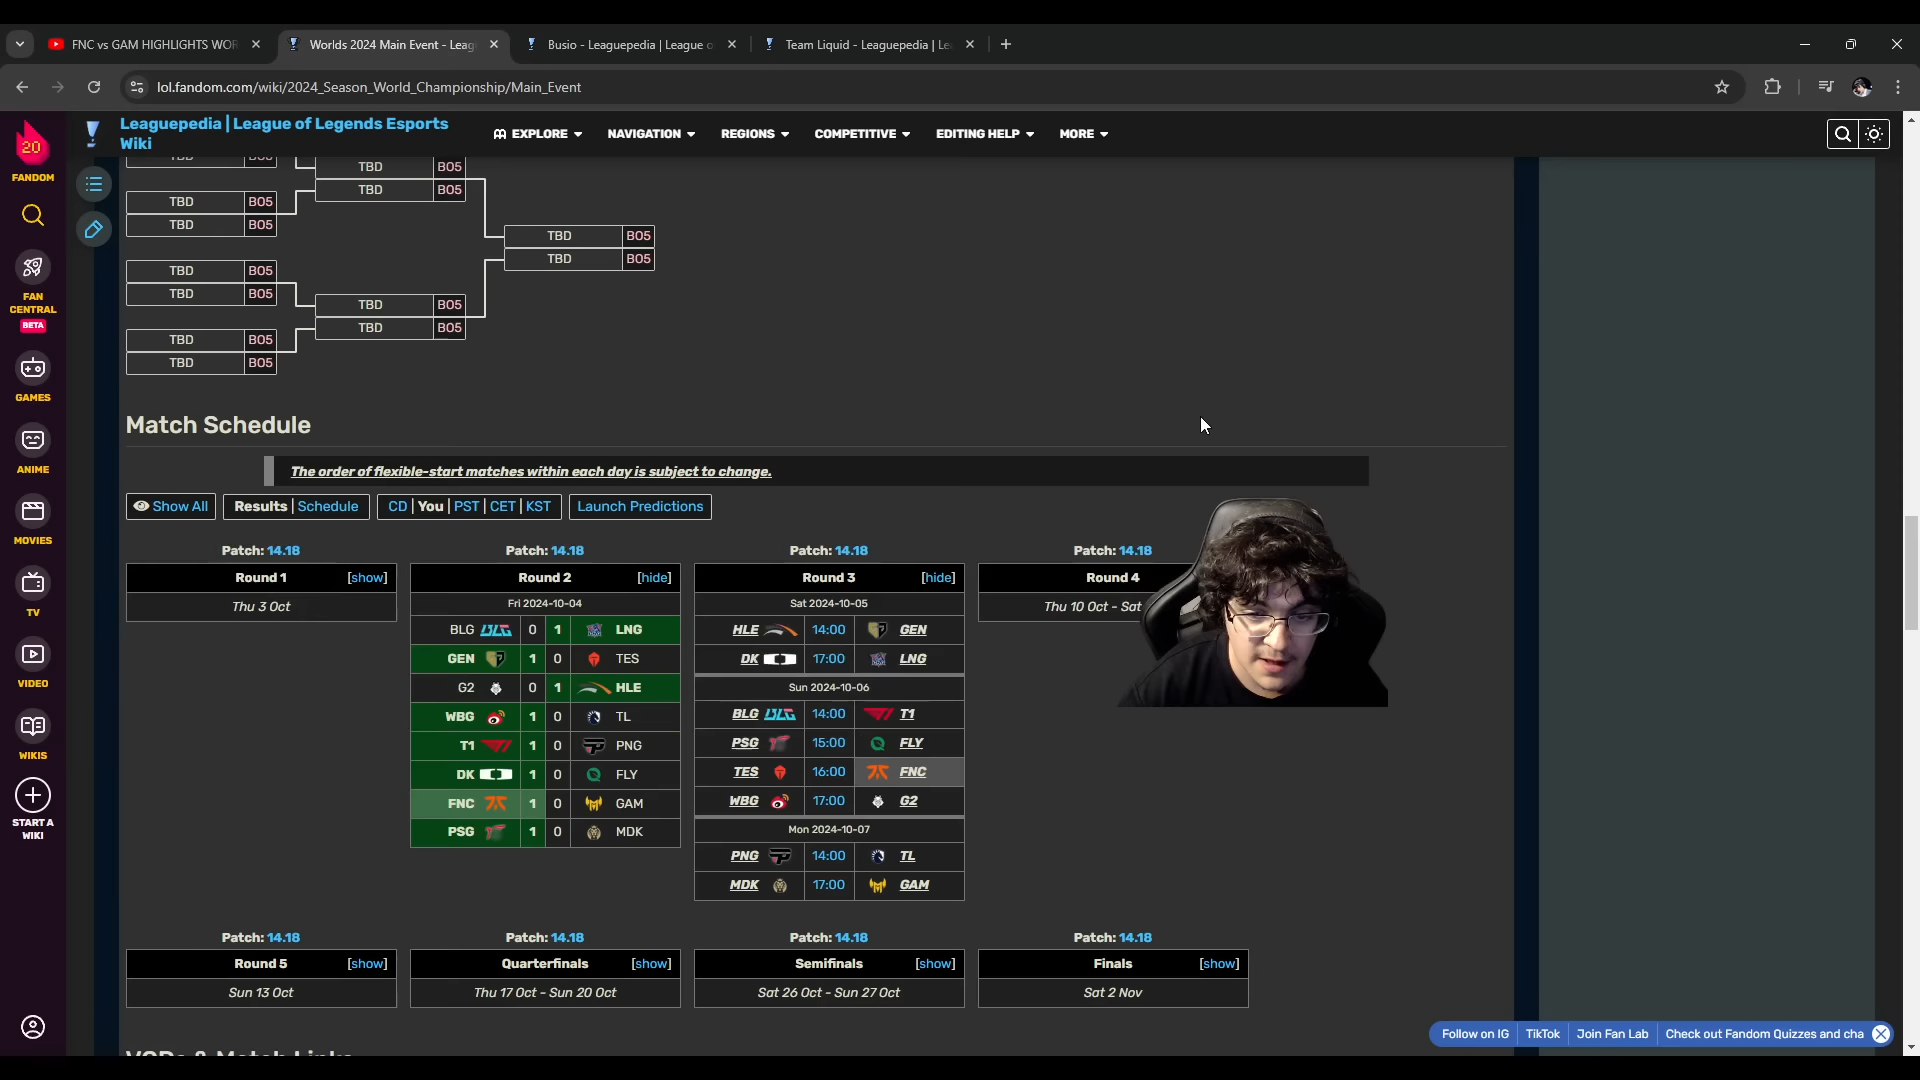 FNC vs GAM HIGHLIGHTS WOR
Worlds 2024 Main Event - Leag
Busio - Leaguepedia | League o
Team Liquid - Leaguepedia | Le
lol.fandom.com/wiki/2024_Season_World_Championship/Main_Event
20
FANDOM
Leaguepedia | League of Legends Esports
Wiki
EXPLORE
NAVIGATION
REGIONS
COMPETITIVE
EDITING HELP
MORE
FAN
CENTRAL
BETA
GAMES
ANIME
MOVIES
TV
VIDEO
WIKIS
START A
WIKI
TBD BO5
TBD BO5
TBD BO5
TBD BO5
TBD BO5
TBD BO5
TBD BO5
TBD BO5
TBD BO5
TBD BO5
TBD BO5
TBD BO5
TBD BO5
Match Schedule
The order of flexible-start matches within each day is subject to change.
Show All
Results | Schedule
CD | You | PST | CET | KST
Launch Predictions
Patch: 14.18
Round 1 [show]
Thu 3 Oct
Patch: 14.18
Round 2 [hide]
Fri 2024-10-04
BLG BLG 0 1 LNG
GEN 1 0 TES
G2 0 1 HLE
WBG 1 0 TL
T1 1 0 PNG
DK 1 0 FLY
FNC 1 0 GAM
PSG 1 0 MDK
Patch: 14.18
Round 3 [hide]
Sat 2024-10-05
HLE 14:00 GEN
DK 17:00 LNG
Sun 2024-10-06
BLG BLG 14:00 T1
PSG 15:00 FLY
TES 16:00 FNC
WBG 17:00 G2
Mon 2024-10-07
PNG 14:00 TL
MDK 17:00 GAM
Patch: 14.18
Round 4
Thu 10 Oct - Sat
Patch: 14.18
Round 5 [show]
Sun 13 Oct
Patch: 14.18
Quarterfinals [show]
Thu 17 Oct - Sun 20 Oct
Patch: 14.18
Semifinals [show]
Sat 26 Oct - Sun 27 Oct
Patch: 14.18
Finals [show]
Sat 2 Nov
Follow on IG
TikTok
Join Fan Lab
Check out Fandom Quizzes and cha